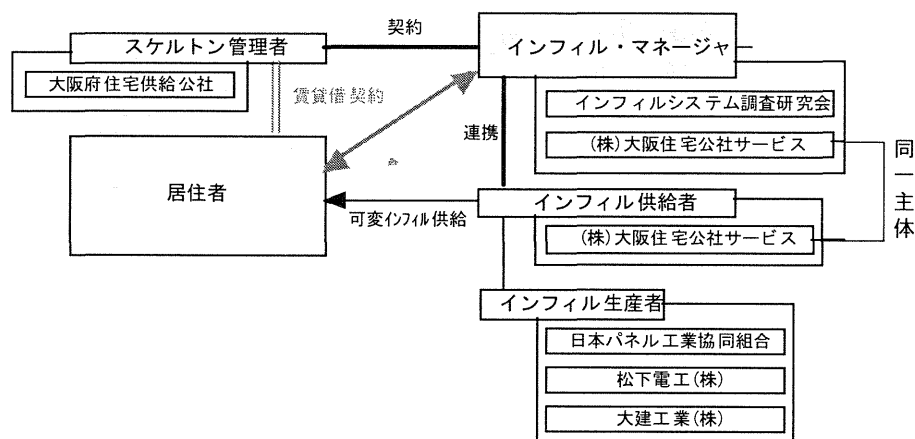 契約
スケルトン管理者
インフィル・マネージャ
大阪府住宅供給公社
賃貸借契約
インフィルシステム調査研究会
連携
(株)大阪住宅公社サービス
同一主体
居住者
インフィル供給者
可変インフィル供給
(株)大阪住宅公社サービス
インフィル生産者
日本パネル工業協同組合
松下電工(株)
大建工業(株)